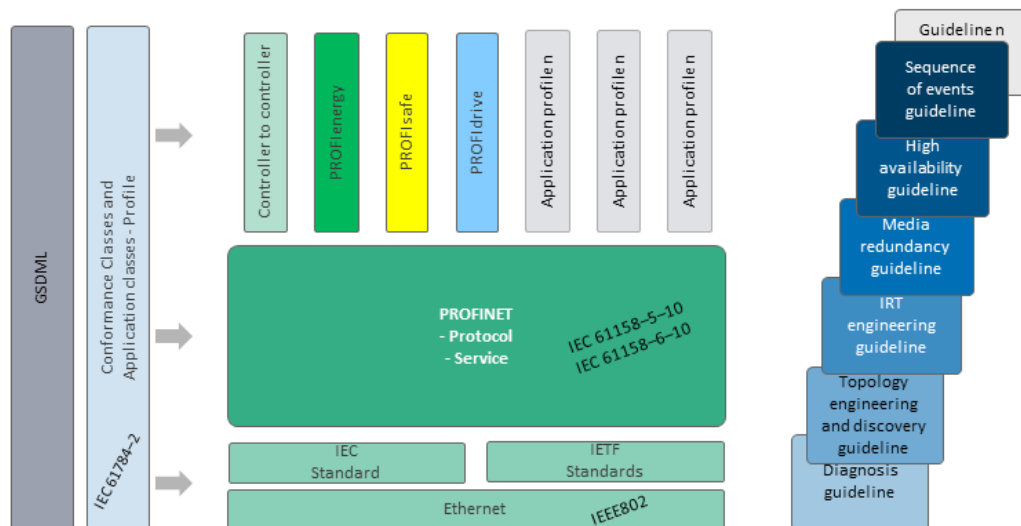 GSDML
Conformance Classes and
Application classes - Profile
IEC61784-2
Controller to controller
PROFIenergy
PROFIsafe
PROFIdrive
Application profile n
Application profile n
Application profile n
PROFINET
- Protocol
- Service
IEC 61158-5-10
IEC 61158-6-10
IEC
Standard
IETF
Standards
Ethernet
IEEE802
Guideline n
Sequence
of events
guideline
High
availability
guideline
Media
redundancy
guideline
IRT
engineering
guideline
Topology
engineering
and discovery
guideline
Diagnosis
guideline